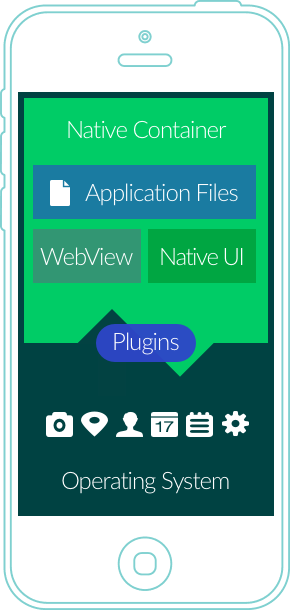 Native Container
Application Files
WebView
Native UI
Plugins
17
Operating System